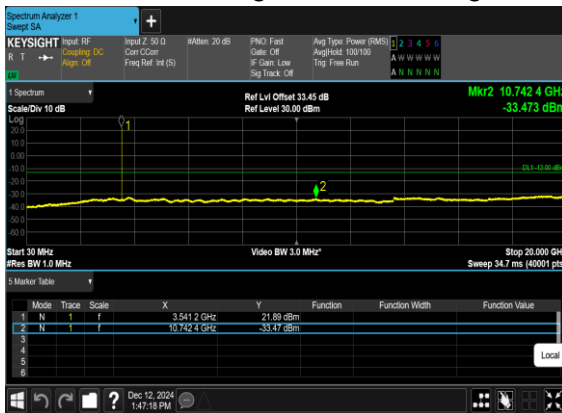 Spectrum Analyzer 1
Swept SA
+
KEYSIGHT Input: RF Input Z: 50 Ω #Atten: 20 dB PNO: Fast Avg Type: Power (RMS) 1 2 3 4 5 6
R T Coupling: DC Corr CCorr Gate: Off Avg|Hold: 100/100 A W W W W W
Align: Off Freq Ref: Int (S) IF Gain: Low Trig: Free Run
Sig Track: Off A N N N N N
1 Spectrum Ref Lvl Offset 33.45 dB Mkr2 10.742 4 GHz
Scale/Div 10 dB Ref Level 30.00 dBm -33.473 dBm
Log
20.0
1
10.0
0.00
-10.0
DL1 -13.00 dBm
-20.0
2
-30.0
-40.0
-50.0
-60.0
Start 30 MHz Video BW 3.0 MHz* Stop 20.000 GHz
#Res BW 1.0 MHz Sweep 34.7 ms (40001 pts)
5 Marker Table
Mode Trace Scale X Y Function Function Width Function Value
1 N 1 f 3.541 2 GHz 21.89 dBm
2 N 1 f 10.742 4 GHz -33.47 dBm
3
4
5
6
Local
? Dec 12, 2024
1:47:18 PM